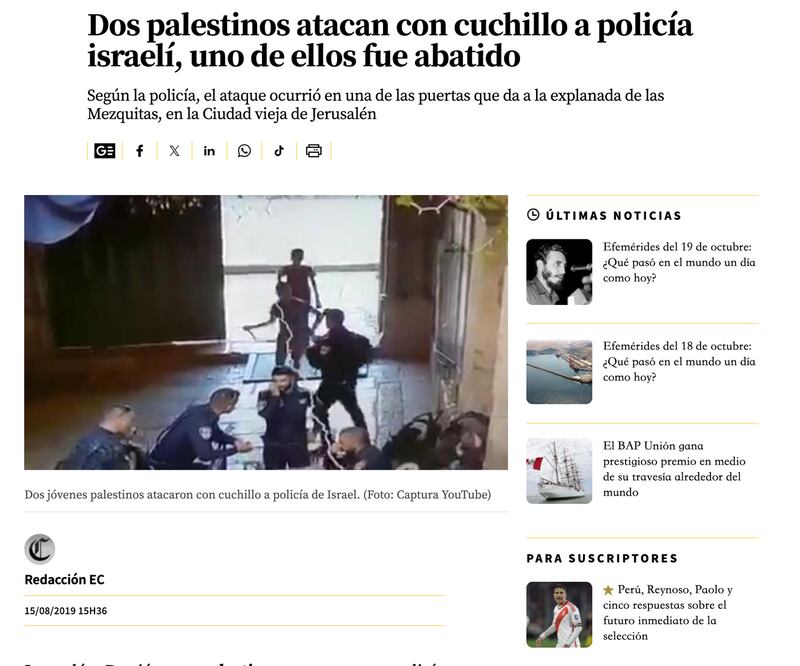 Dos palestinos atacan con cuchillo a policía
israelí, uno de ellos fue abatido
Según la policía, el ataque ocurrió en una de las puertas que da a la explanada de las
Mezquitas, en la Ciudad vieja de Jerusalén
GE
Dos jóvenes palestinos atacaron con cuchillo a policía de Israel. (Foto: Captura YouTube)
C
Redacción EC
15/08/2019 15H36
ÚLTIMAS NOTICIAS
Efemérides del 19 de octubre:
¿Qué pasó en el mundo un día
como hoy?
Efemérides del 18 de octubre:
¿Qué pasó en el mundo un día
como hoy?
El BAP Unión gana
prestigioso premio en medio
de su travesía alrededor del
mundo
PARA SUSCRIPTORES
Perú, Reynoso, Paolo y
cinco respuestas sobre el
futuro inmediato de la
selección